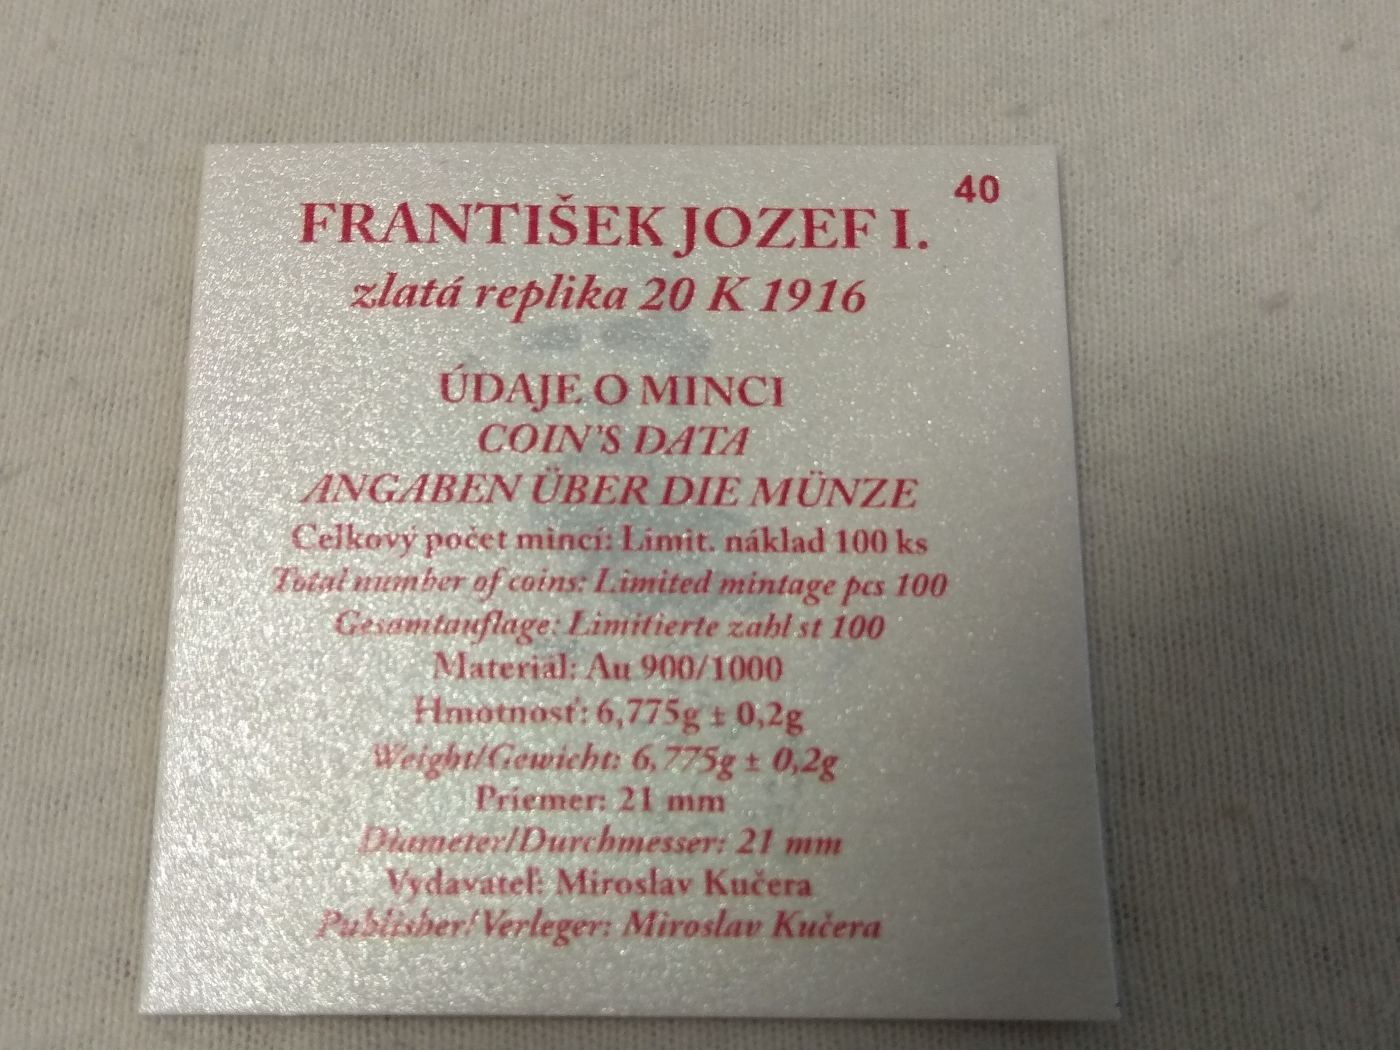 40
FRANTIŠEK JOZEF I.
zlatá replika 20 K 1916
ÚDAJE O MINCI
COIN'S DATA
ANGABEN ÜBER DIE MÜNZE
Celkový počet mincí: Limit. náklad 100 ks
Total number of coins: Limited mintage pcs 100
Gesamtauflage: Limitierte zahl st 100
Materiál: Au 900/1000
Hmotnosť: 6,775g ± 0,2g
Weight/Gewicht: 6,775g ± 0,2g
Priemer: 21 mm
Diameter/Durchmesser: 21 mm
Vydavateľ: Miroslav Kučera
Publisher/Verleger: Miroslav Kučera